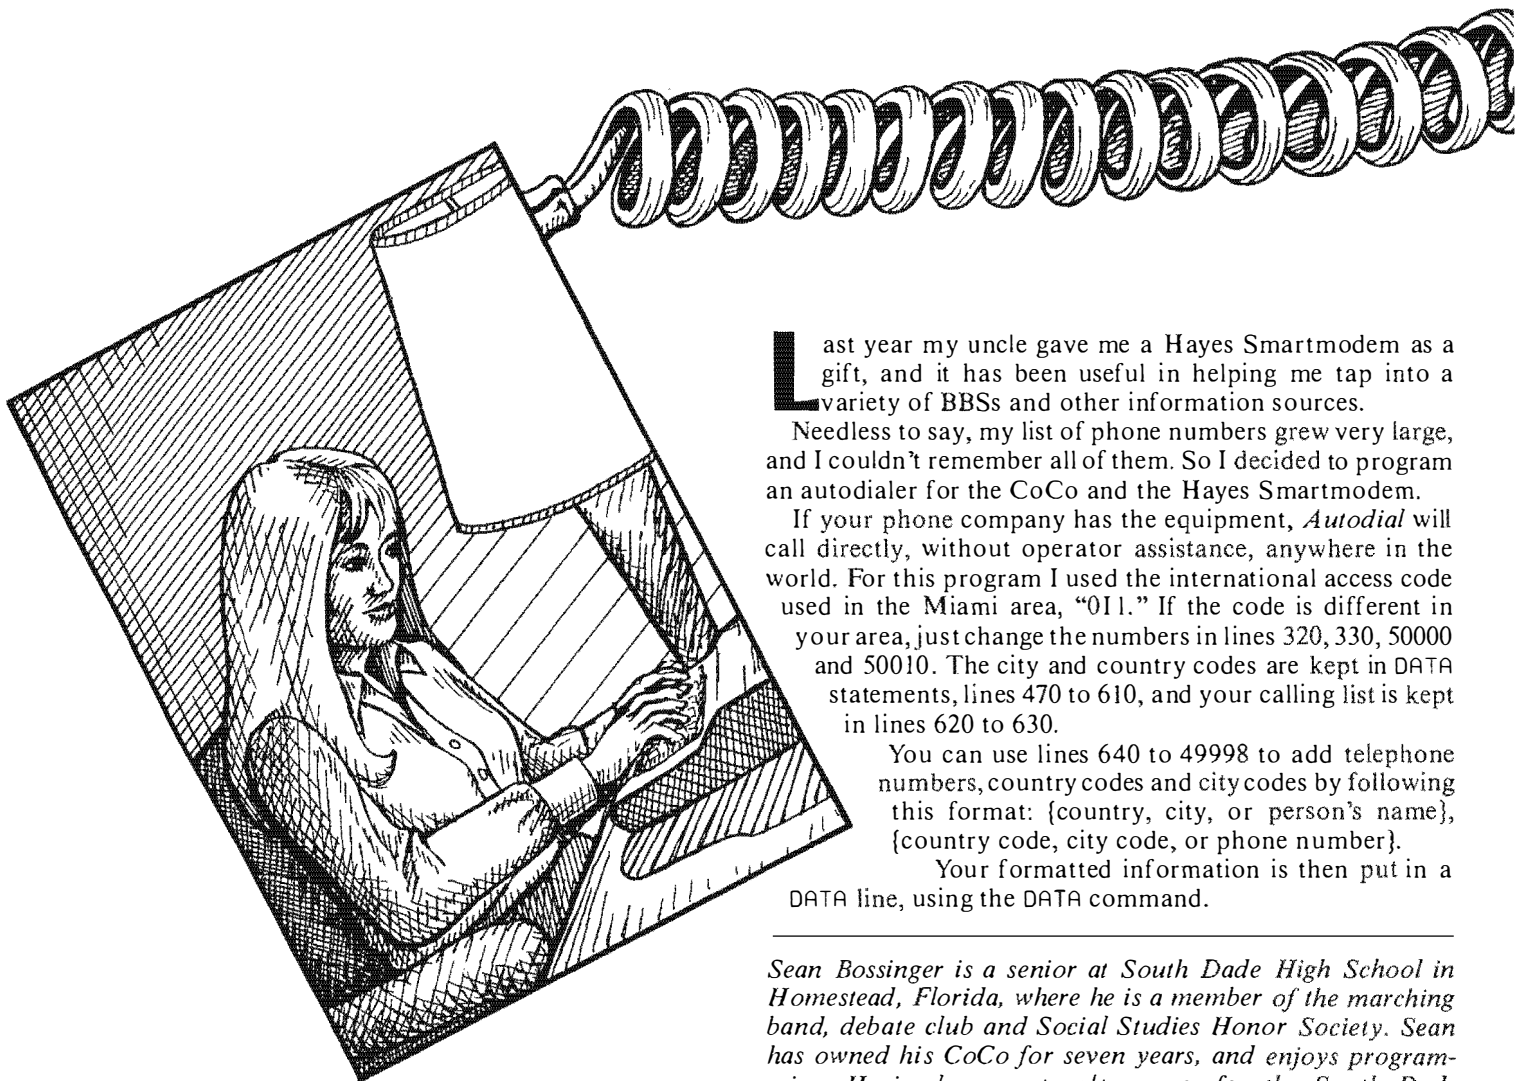 Last year my uncle gave me a Hayes Smartmodem as a
gift, and it has been useful in helping me tap into a
variety of BBSs and other information sources.
Needless to say, my list of phone numbers grew very large,
and I couldn't remember all of them. So I decided to program
an autodialer for the CoCo and the Hayes Smartmodem.
If your phone company has the equipment, Autodial will
call directly, without operator assistance, anywhere in the
world. For this program I used the international access code
used in the Miami area, "011." If the code is different in
your area, just change the numbers in lines 320, 330, 50000
and 50010. The city and country codes are kept in DATA
statements, lines 470 to 610, and your calling list is kept
in lines 620 to 630.
You can use lines 640 to 49998 to add telephone
numbers, country codes and city codes by following
this format: {country, city, or person's name},
{country code, city code, or phone number}.
Your formatted information is then put in a
DATA line, using the DATA command.
Sean Bossinger is a senior at South Dade High School in
Homestead, Florida, where he is a member of the marching
band, debate club and Social Studies Honor Society. Sean
has owned his CoCo for seven years, and enjoys program-